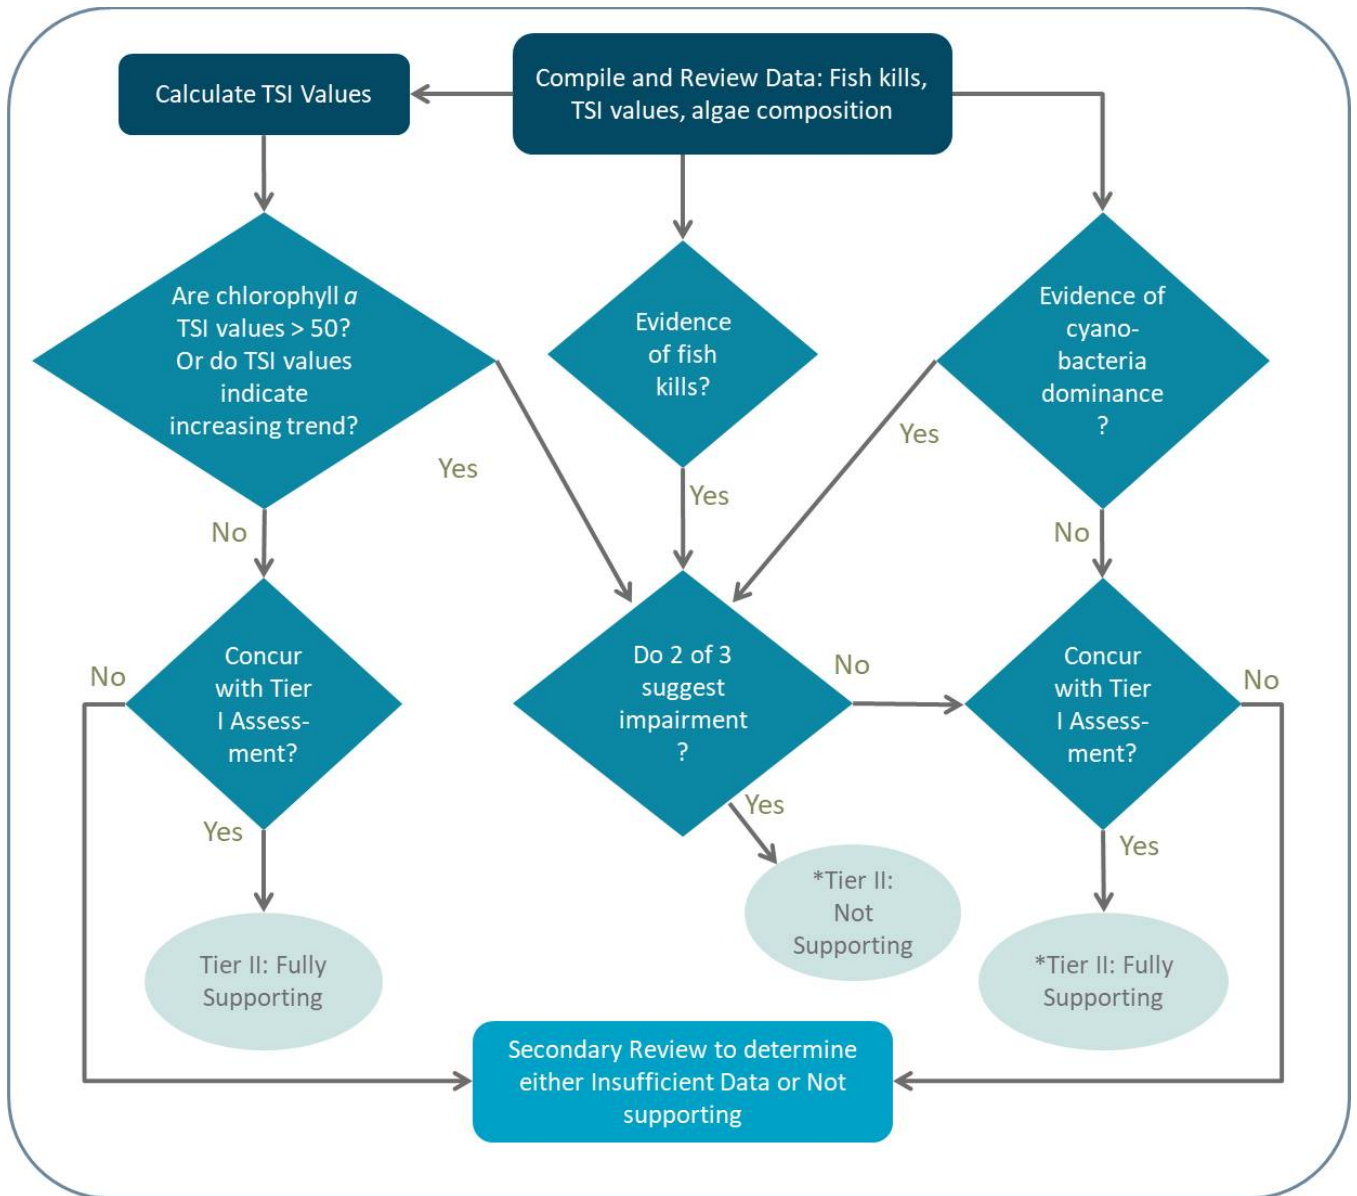 Calculate TSI Values
Compile and Review Data: Fish kills,
TSI values, algae composition
Are chlorophyll a
TSI values > 50?
Or do TSI values
indicate
increasing trend?
Evidence
of fish
kills?
Evidence of
cyano-
bacteria
dominance
?
Yes
Yes
Yes
No
No
Concur
with Tier
I Assess-
ment?
No
Do 2 of 3
suggest
impairment
?
No
Concur
with Tier
I Assess-
ment?
No
Yes
Yes
Yes
Tier II: Fully
Supporting
*Tier II:
Not
Supporting
*Tier II: Fully
Supporting
Secondary Review to determine
either Insufficient Data or Not
supporting